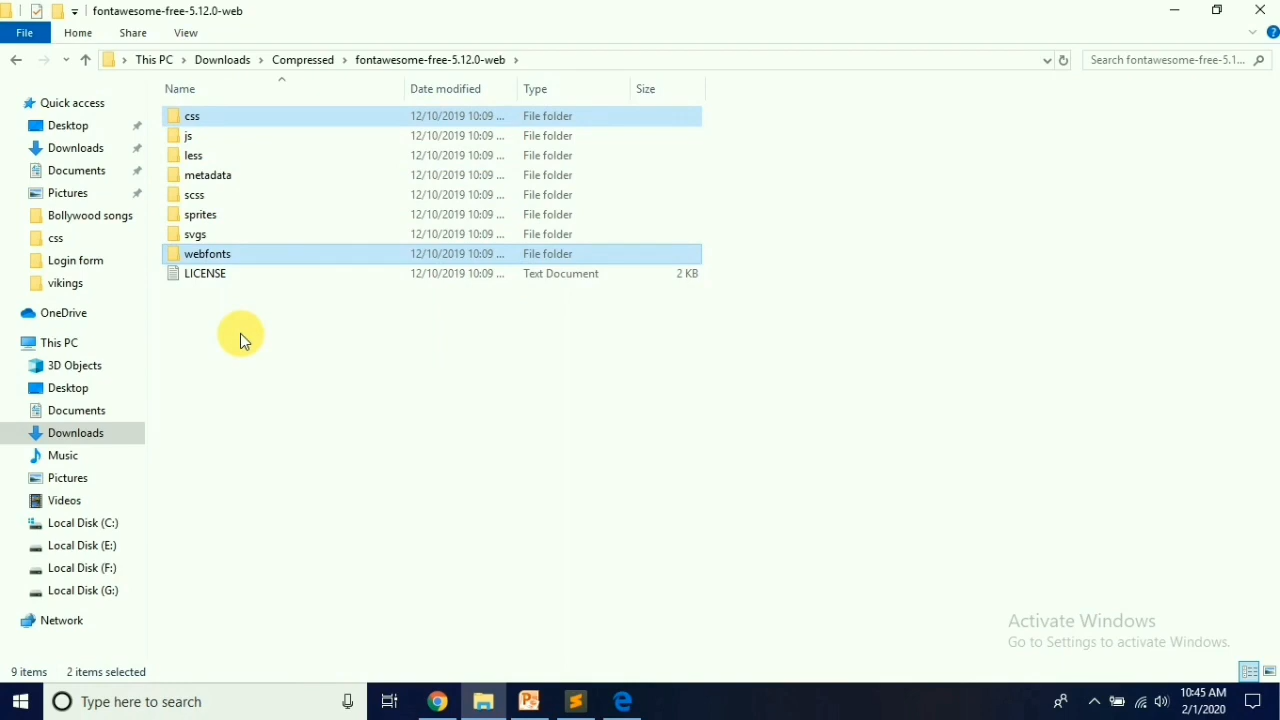 fontawesome-free-5.12.0-web
File Home Share View
This PC Downloads Compressed fontawesome-free-5.12.0-web
Search fontawesome-free-5.1...
Name Date modified Type Size
css 12/10/2019 10:09 ... File folder
js 12/10/2019 10:09 ... File folder
less 12/10/2019 10:09 ... File folder
metadata 12/10/2019 10:09 ... File folder
scss 12/10/2019 10:09 ... File folder
sprites 12/10/2019 10:09 ... File folder
svgs 12/10/2019 10:09 ... File folder
webfonts 12/10/2019 10:09 ... File folder
LICENSE 12/10/2019 10:09 ... Text Document 2 KB
Quick access
Desktop
Downloads
Documents
Pictures
Bollywood songs
css
Login form
vikings
OneDrive
This PC
3D Objects
Desktop
Documents
Downloads
Music
Pictures
Videos
Local Disk (C:)
Local Disk (E:)
Local Disk (F:)
Local Disk (G:)
Network
Activate Windows
Go to Settings to activate Windows.
9 items 2 items selected
Type here to search
10:45 AM
2/1/2020